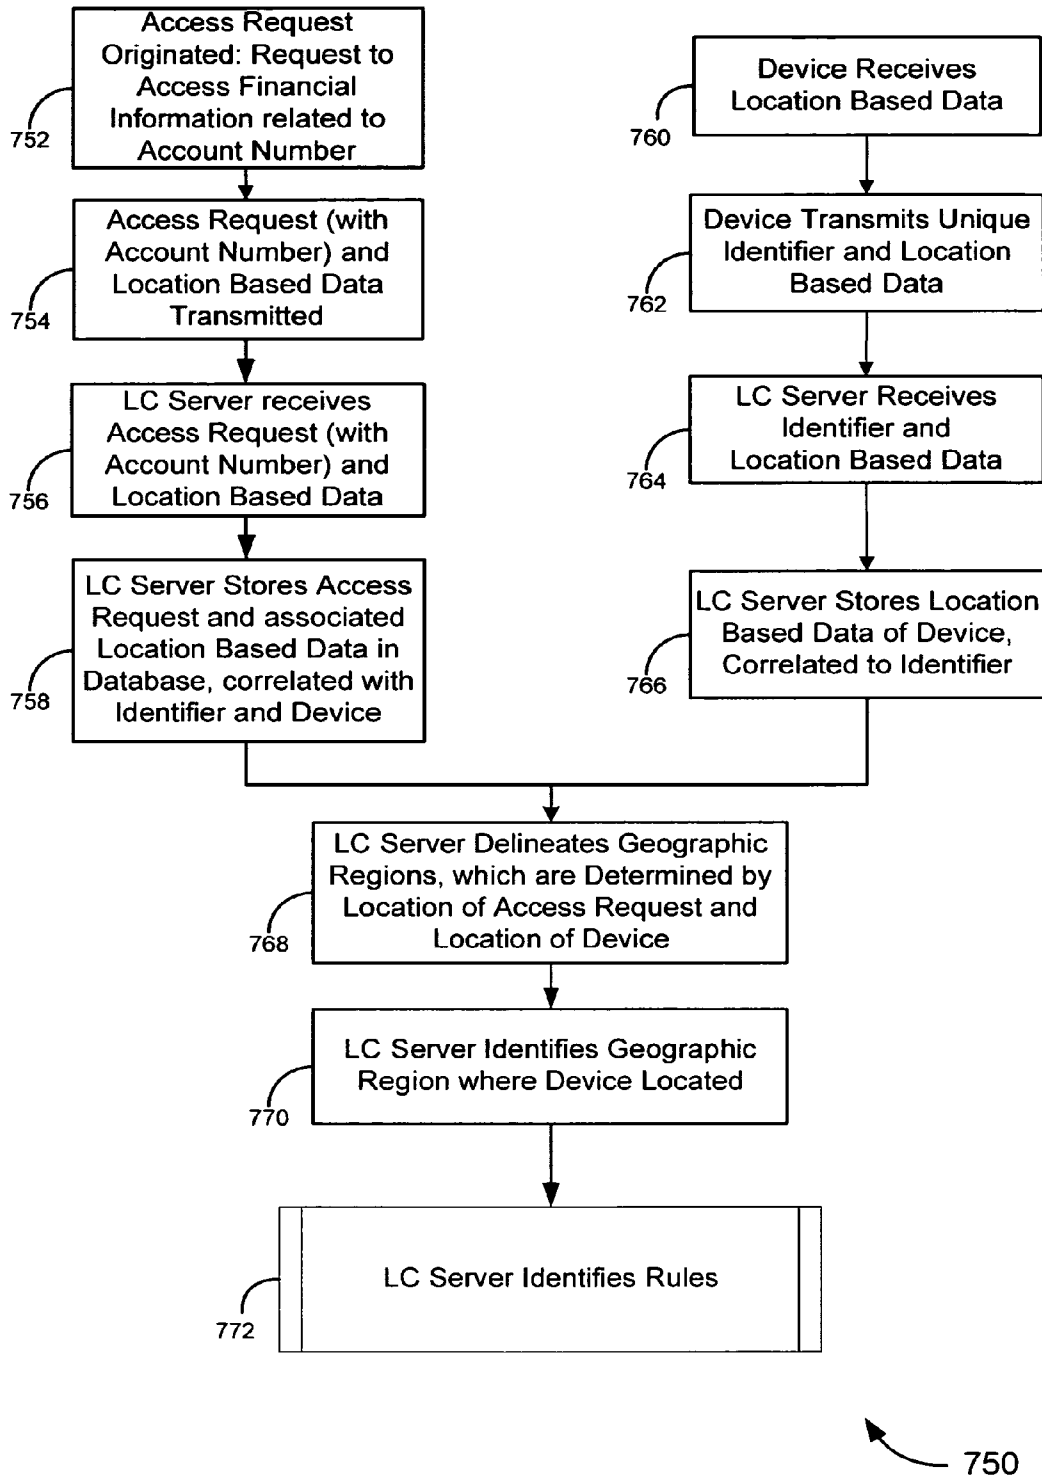 Access Request
Originated: Request to
Access Financial
Information related to
Account Number
752
Access Request (with
Account Number) and
Location Based Data
Transmitted
754
LC Server receives
Access Request (with
Account Number) and
Location Based Data
756
LC Server Stores Access
Request and associated
Location Based Data in
Database, correlated with
Identifier and Device
758
Device Receives
Location Based Data
760
Device Transmits Unique
Identifier and Location
Based Data
762
LC Server Receives
Identifier and
Location Based Data
764
LC Server Stores Location
Based Data of Device,
Correlated to Identifier
766
LC Server Delineates Geographic
Regions, which are Determined by
Location of Access Request and
Location of Device
768
LC Server Identifies Geographic
Region where Device Located
770
LC Server Identifies Rules
772
750